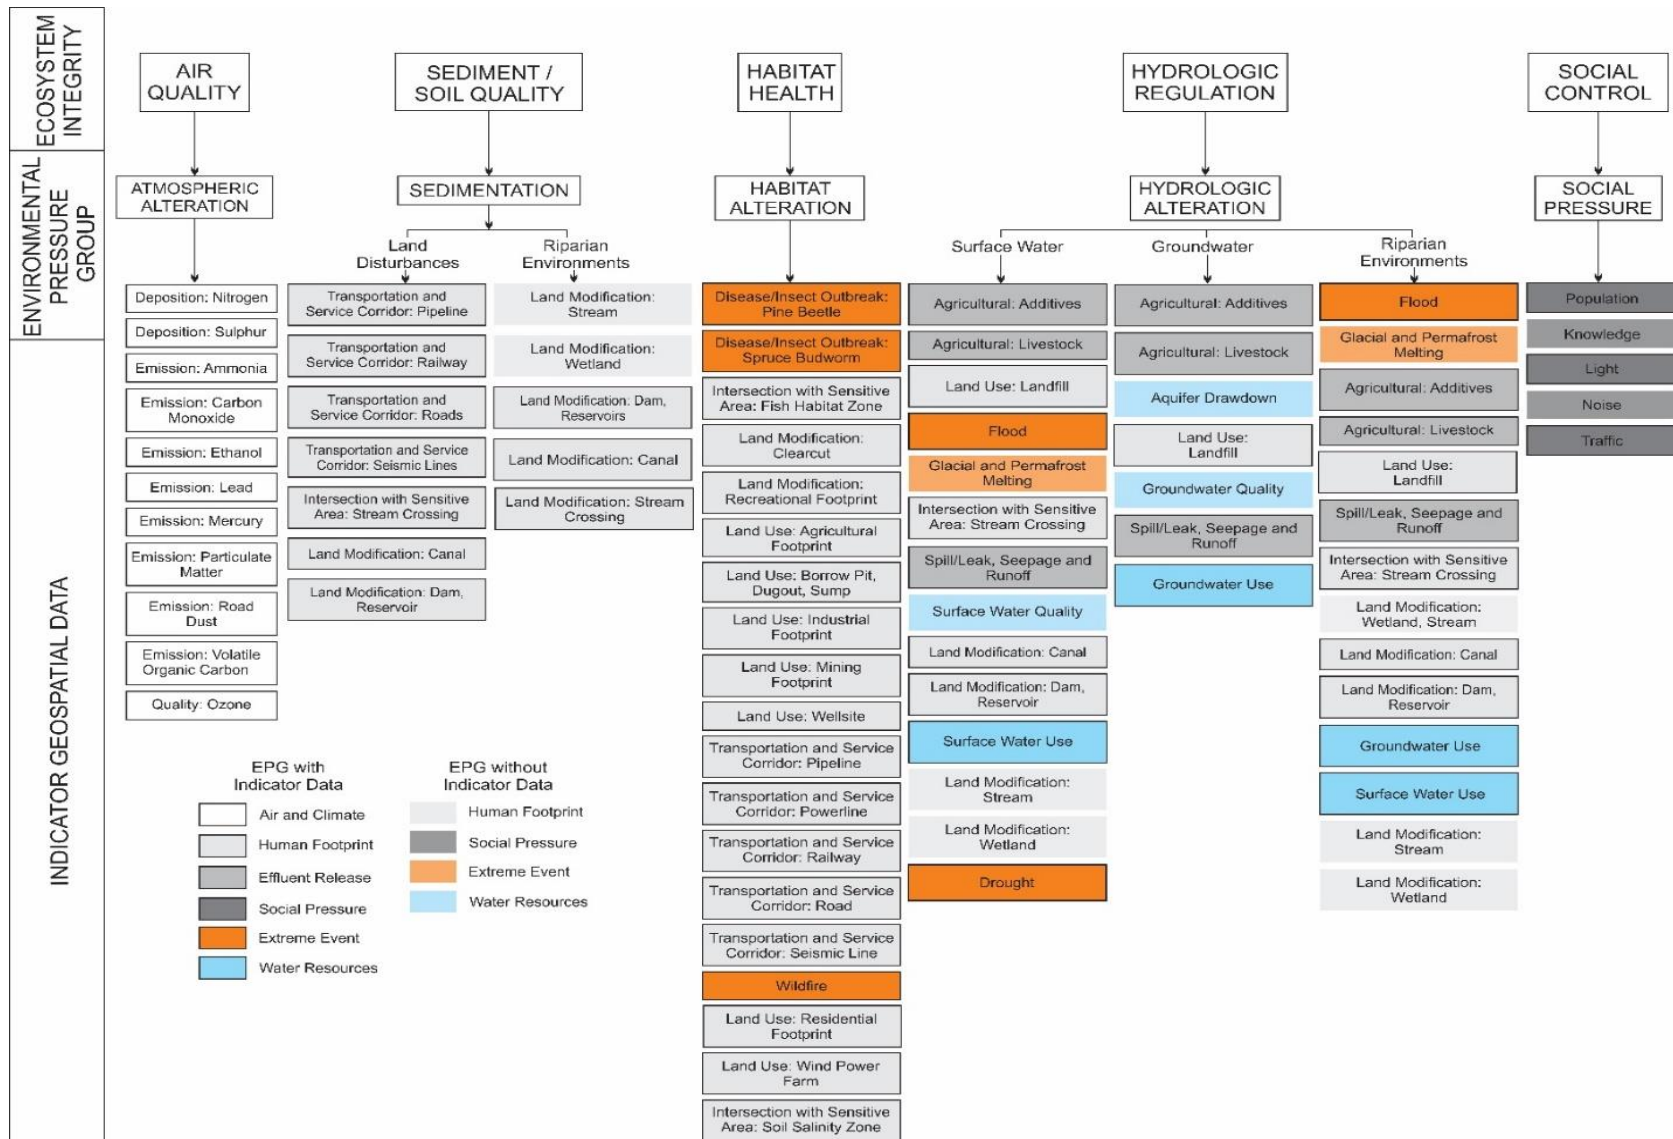 ECOSYSTEM
INTEGRITY
AIR
QUALITY
SEDIMENT /
SOIL QUALITY
HABITAT
HEALTH
HYDROLOGIC
REGULATION
SOCIAL
CONTROL
ENVIRONMENTAL
PRESSURE
GROUP
ATMOSPHERIC
ALTERATION
SEDIMENTATION
HABITAT
ALTERATION
HYDROLOGIC
ALTERATION
SOCIAL
PRESSURE
Land
Disturbances
Riparian
Environments
Surface Water
Groundwater
Riparian
Environments
INDICATOR GEOSPATIAL DATA
Deposition: Nitrogen
Deposition: Sulphur
Emission: Ammonia
Emission: Carbon
Monoxide
Emission: Ethanol
Emission: Lead
Emission: Mercury
Emission: Particulate
Matter
Emission: Road
Dust
Emission: Volatile
Organic Carbon
Quality: Ozone
Transportation and
Service Corridor: Pipeline
Transportation and
Service Corridor: Railway
Transportation and
Service Corridor: Roads
Transportation and Service
Corridor: Seismic Lines
Intersection with Sensitive
Area: Stream Crossing
Land Modification: Canal
Land Modification: Dam,
Reservoir
Land Modification:
Stream
Land Modification:
Wetland
Land Modification: Dam,
Reservoirs
Land Modification: Canal
Land Modification: Stream
Crossing
Disease/Insect Outbreak:
Pine Beetle
Disease/Insect Outbreak:
Spruce Budworm
Intersection with Sensitive
Area: Fish Habitat Zone
Land Modification:
Clearcut
Land Modification:
Recreational Footprint
Land Use: Agricultural
Footprint
Land Use: Borrow Pit,
Dugout, Sump
Land Use: Industrial
Footprint
Land Use: Mining
Footprint
Land Use: Wellsite
Transportation and Service
Corridor: Pipeline
Transportation and Service
Corridor: Powerline
Transportation and Service
Corridor: Railway
Transportation and Service
Corridor: Road
Transportation and Service
Corridor: Seismic Line
Wildfire
Land Use: Residential
Footprint
Land Use: Wind Power
Farm
Intersection with Sensitive
Area: Soil Salinity Zone
Agricultural: Additives
Agricultural: Livestock
Land Use: Landfill
Flood
Glacial and Permafrost
Melting
Intersection with Sensitive
Area: Stream Crossing
Spill/Leak, Seepage and
Runoff
Surface Water Quality
Land Modification: Canal
Land Modification: Dam,
Reservoir
Surface Water Use
Land Modification:
Stream
Land Modification:
Wetland
Drought
Agricultural: Additives
Agricultural: Livestock
Aquifer Drawdown
Land Use:
Landfill
Groundwater Quality
Spill/Leak, Seepage and
Runoff
Groundwater Use
Flood
Glacial and Permafrost
Melting
Agricultural: Additives
Agricultural: Livestock
Land Use:
Landfill
Spill/Leak, Seepage and
Runoff
Intersection with Sensitive
Area: Stream Crossing
Land Modification:
Wetland, Stream
Land Modification: Canal
Land Modification: Dam,
Reservoir
Groundwater Use
Surface Water Use
Land Modification:
Stream
Land Modification:
Wetland
Population
Knowledge
Light
Noise
Traffic
EPG with
Indicator Data
Air and Climate
Human Footprint
Effluent Release
Social Pressure
Extreme Event
Water Resources
EPG without
Indicator Data
Human Footprint
Social Pressure
Extreme Event
Water Resources